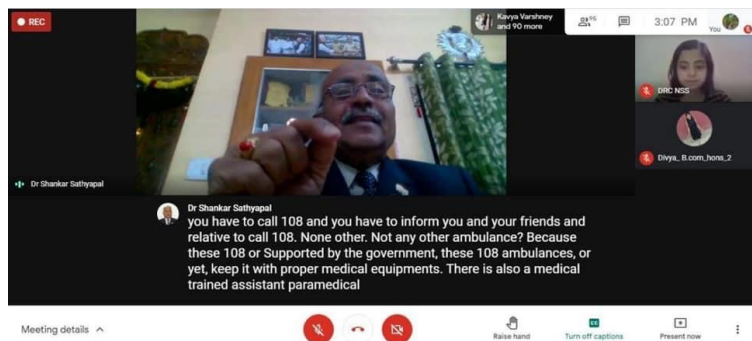 REC
Kavya Varshney
and 90 more
96
3:07 PM
You
DRC NSS
Divya_ B.com_hons_2
Dr Shankar Sathyapal
Dr Shankar Sathyapal
you have to call 108 and you have to inform you and your friends and
relative to call 108. None other. Not any other ambulance? Because
these 108 or Supported by the government, these 108 ambulances, or
yet, keep it with proper medical equipments. There is also a medical
trained assistant paramedical
Meeting details
Raise hand
CC
Turn off captions
Present now